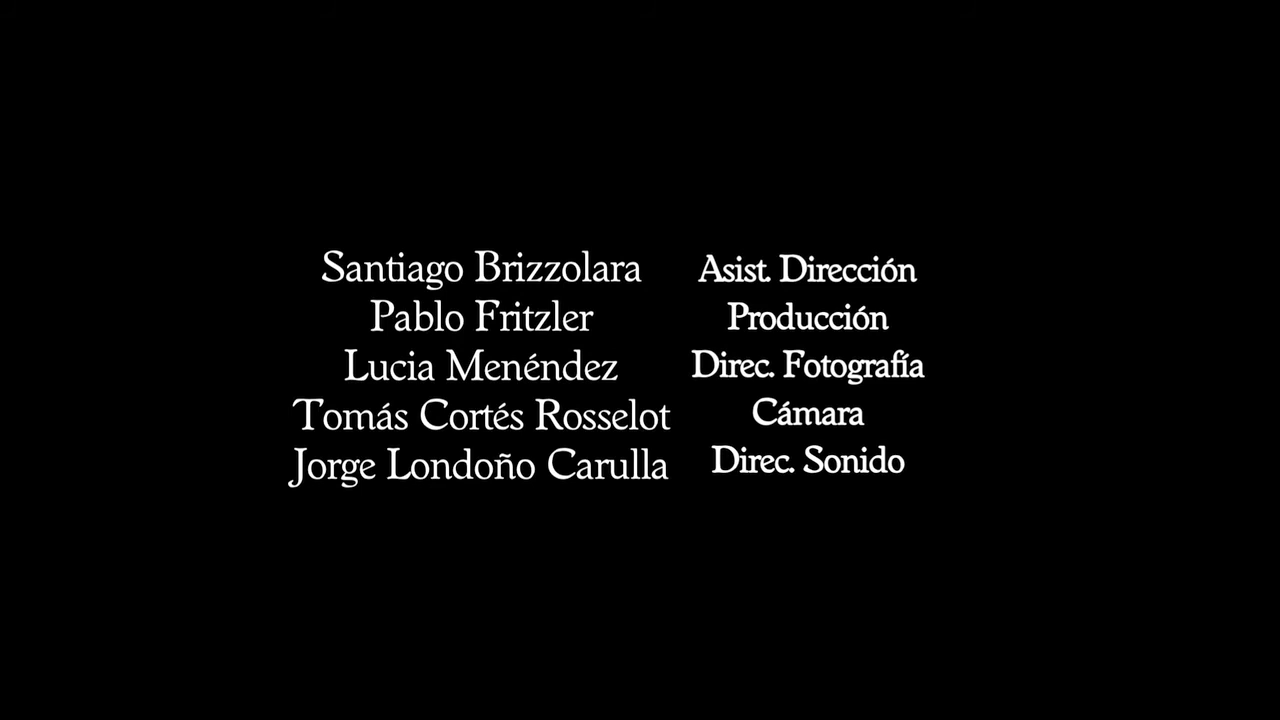 Santiago Brizzolara Asist. Dirección
Pablo Fritzler Producción
Lucia Menéndez Direc. Fotografía
Tomás Cortés Rosselot Cámara
Jorge Londoño Carulla Direc. Sonido